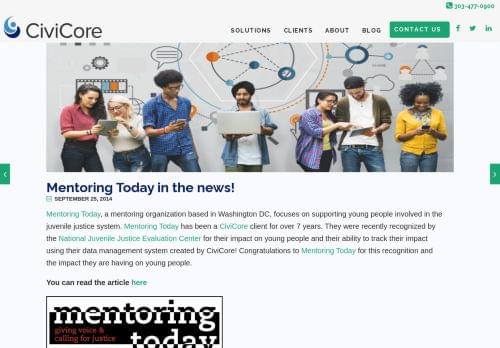 303-477-0900
CiviCore
SOLUTIONS CLIENTS ABOUT BLOG CONTACT US
Mentoring Today in the news!
SEPTEMBER 25, 2014
Mentoring Today, a mentoring organization based in Washington DC, focuses on supporting young people involved in the
juvenile justice system. Mentoring Today has been a CiviCore client for over 7 years. They were recently recognized by
the National Juvenile Justice Evaluation Center for their impact on young people and their ability to track their impact
using their data management system created by CiviCore! Congratulations to Mentoring Today for this recognition and
the impact they are having on young people.
You can read the article here
mentoring
giving voice &
calling for justice
today